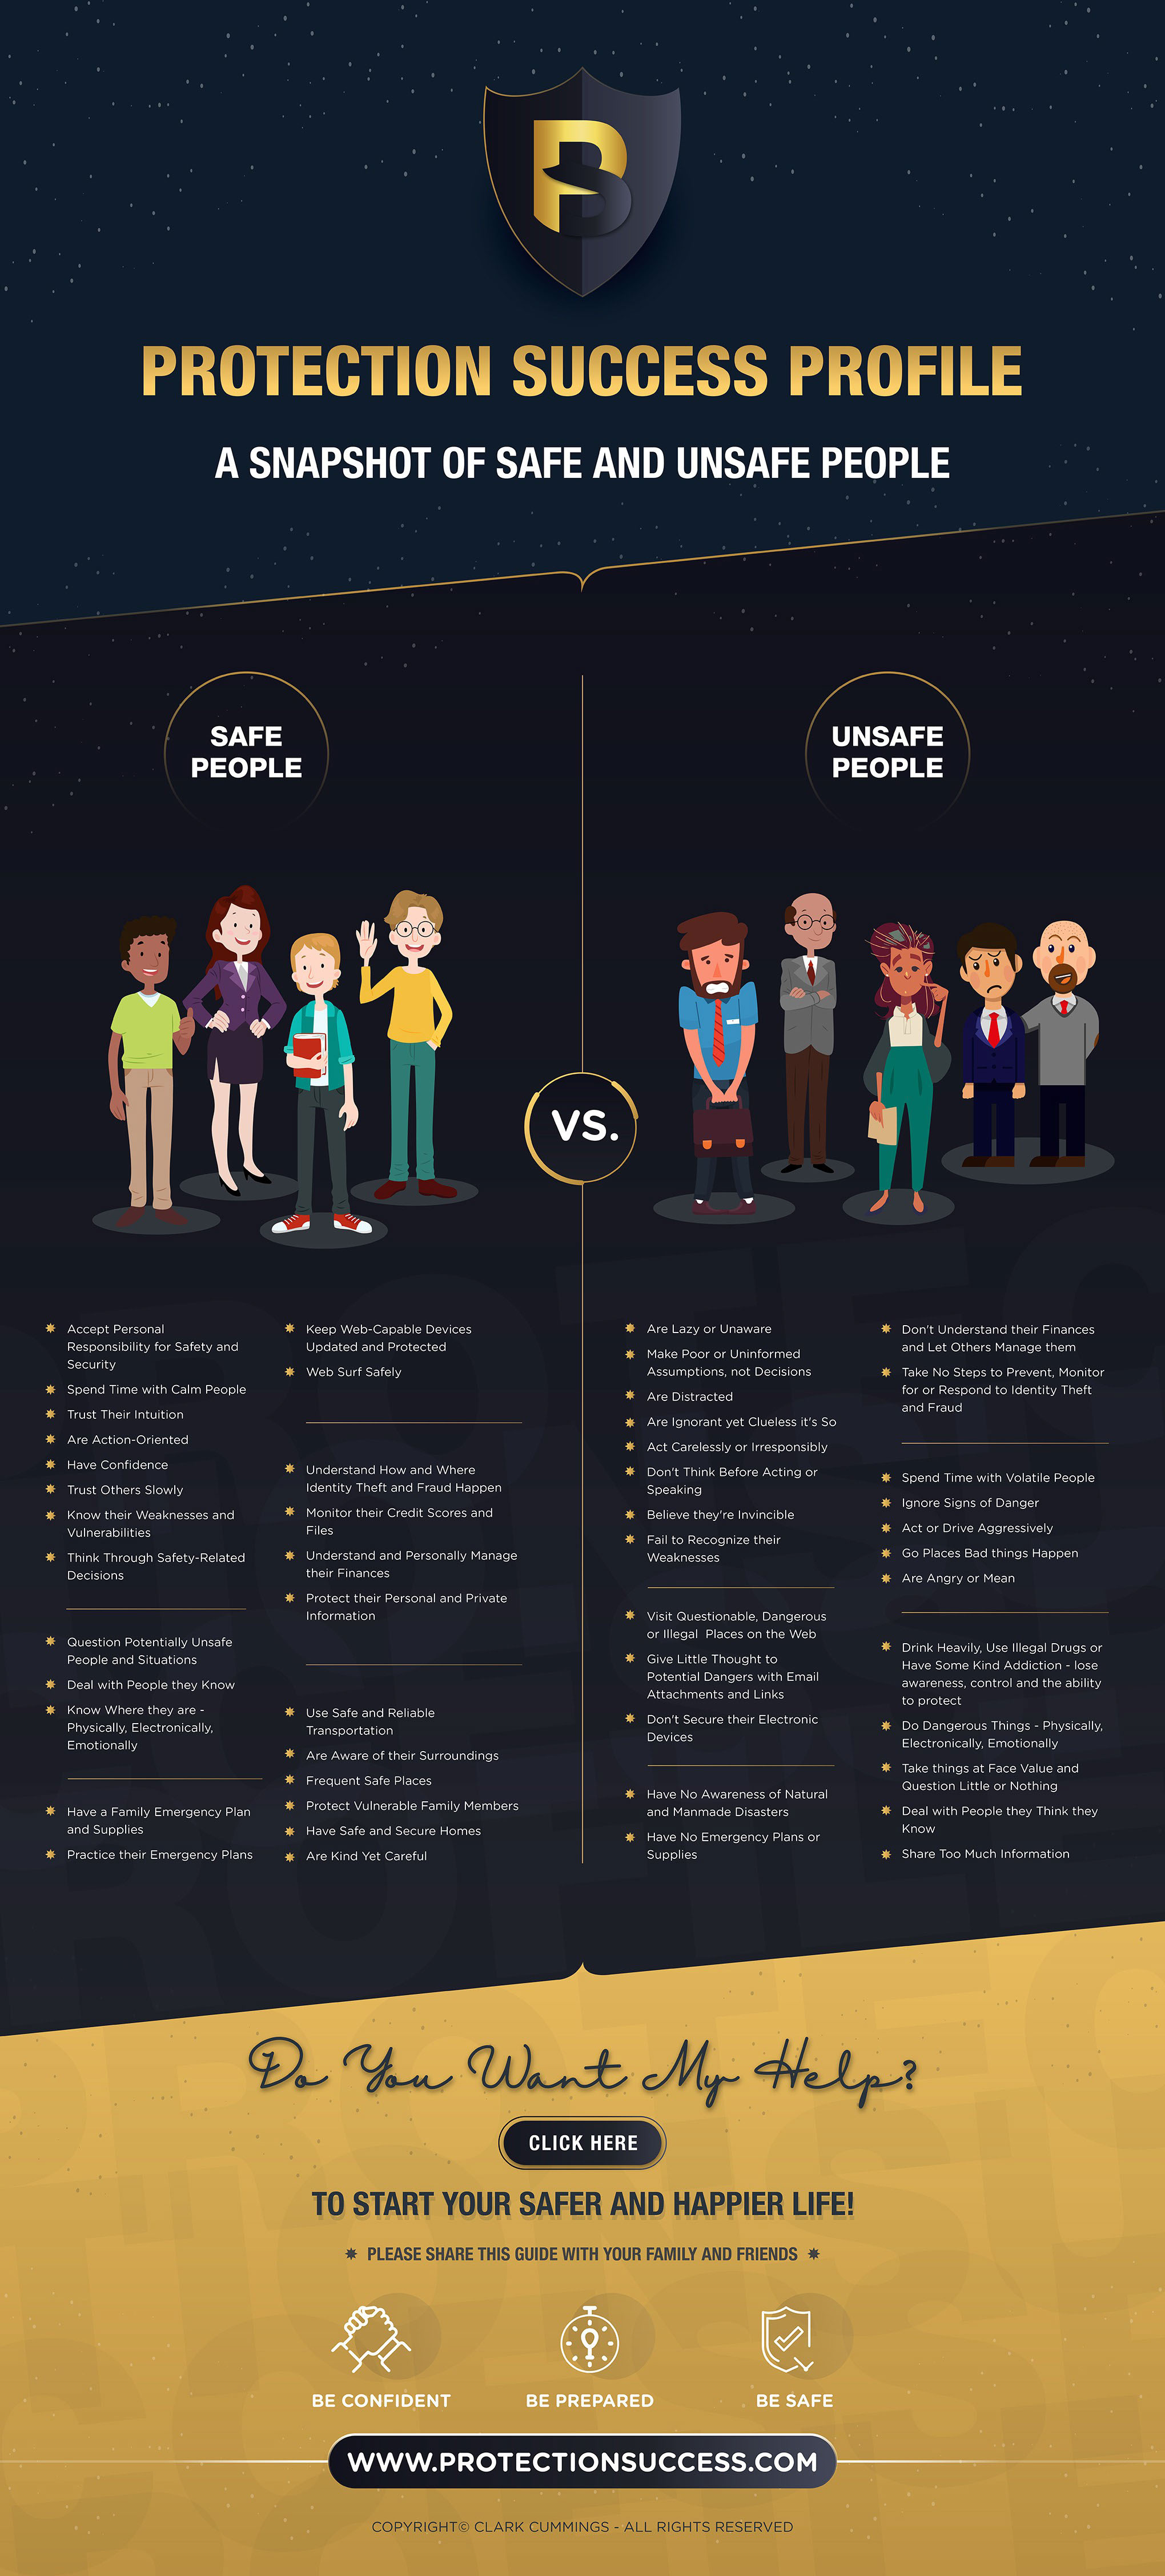 PROTECTION SUCCESS PROFILE
A SNAPSHOT OF SAFE AND UNSAFE PEOPLE
SAFE
PEOPLE
Accept Personal
Responsibility for Safety and
Security
Spend Time with Calm People
Trust Their Intuition
Are Action-Oriented
Have Confidence
Trust Others Slowly
Know their Weaknesses and
Vulnerabilities
Think Through Safety-Related
Decisions
Question Potentially Unsafe
People and Situations
Deal with People they Know
Know Where they are -
Physically, Electronically,
Emotionally
Have a Family Emergency Plan
and Supplies
Practice their Emergency Plans
Keep Web-Capable Devices
Updated and Protected
Web Surf Safely
Understand How and Where
Identity Theft and Fraud Happen
Monitor their Credit Scores and
Files
Understand and Personally Manage
their Finances
Protect their Personal and Private
Information
Use Safe and Reliable
Transportation
Are Aware of their Surroundings
Frequent Safe Places
Protect Vulnerable Family Members
Have Safe and Secure Homes
Are Kind Yet Careful
VS.
UNSAFE
PEOPLE
Are Lazy or Unaware
Make Poor or Uninformed
Assumptions, not Decisions
Are Distracted
Are Ignorant yet Clueless it's So
Act Carelessly or Irresponsibly
Don't Think Before Acting or
Speaking
Believe they're Invincible
Fail to Recognize their
Weaknesses
Visit Questionable, Dangerous
or Illegal Places on the Web
Give Little Thought to
Potential Dangers with Email
Attachments and Links
Don't Secure their Electronic
Devices
Have No Awareness of Natural
and Manmade Disasters
Have No Emergency Plans or
Supplies
Don't Understand their Finances
and Let Others Manage them
Take No Steps to Prevent, Monitor
for or Respond to Identity Theft
and Fraud
Spend Time with Volatile People
Ignore Signs of Danger
Act or Drive Aggressively
Go Places Bad things Happen
Are Angry or Mean
Drink Heavily, Use Illegal Drugs or
Have Some Kind Addiction - lose
awareness, control and the ability
to protect
Do Dangerous Things - Physically,
Electronically, Emotionally
Take things at Face Value and
Question Little or Nothing
Deal with People they Think they
Know
Share Too Much Information
Do You Want My Help?
CLICK HERE
TO START YOUR SAFER AND HAPPIER LIFE!
PLEASE SHARE THIS GUIDE WITH YOUR FAMILY AND FRIENDS
BE CONFIDENT
BE PREPARED
BE SAFE
WWW.PROTECTIONSUCCESS.COM
COPYRIGHT© CLARK CUMMINGS - ALL RIGHTS RESERVED